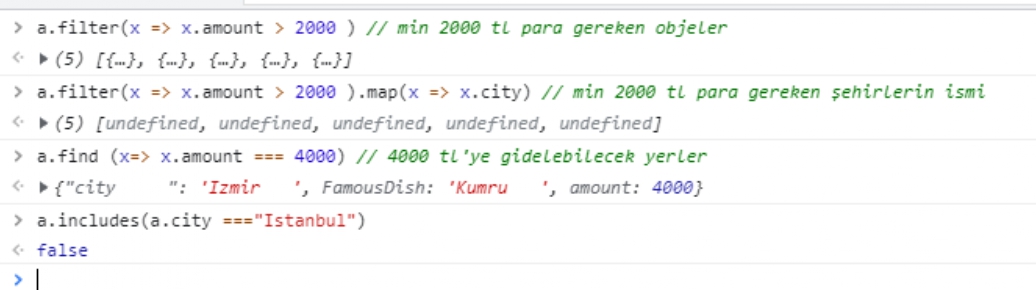 > a.filter(x => x.amount > 2000 ) // min 2000 tl para gereken objeler
<· ▶ (5) [{…}, {…}, {…}, {…}, {…}]
> a.filter(x => x.amount > 2000 ).map(x => x.city) // min 2000 tl para gereken şehirlerin ismi
<· ▶ (5) [undefined, undefined, undefined, undefined, undefined]
> a.find (x=> x.amount === 4000) // 4000 tl'ye gidelebilecek yerler
<· ▶ {"city     ": 'Izmir   ', FamousDish: 'Kumru   ', amount: 4000}
> a.includes(a.city ==="Istanbul")
<· false
>